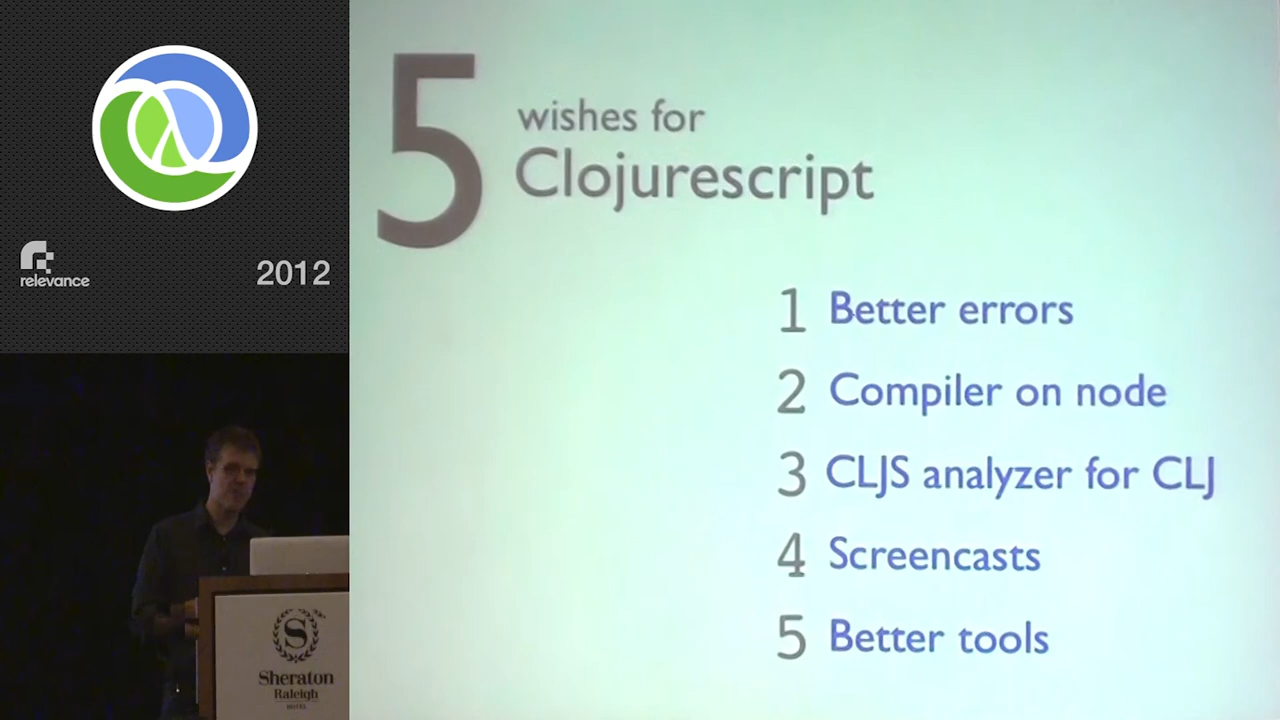 relevance
2012
S
Sheraton
Raleigh
HOTEL
5
wishes for
Clojurescript
1 Better errors
2 Compiler on node
3 CLJS analyzer for CLJ
4 Screencasts
5 Better tools